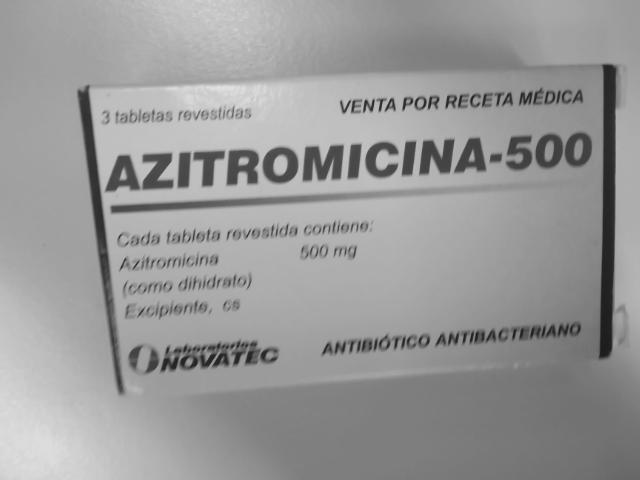 3 tabletas revestidas
VENTA POR RECETA MÉDICA
AZITROMICINA-500
Cada tableta revestida contiene:
Azitromicina 500 mg
(como dihidrato)
Excipiente, cs
Laboratorios
NOVATEC
ANTIBIÓTICO ANTIBACTERIANO